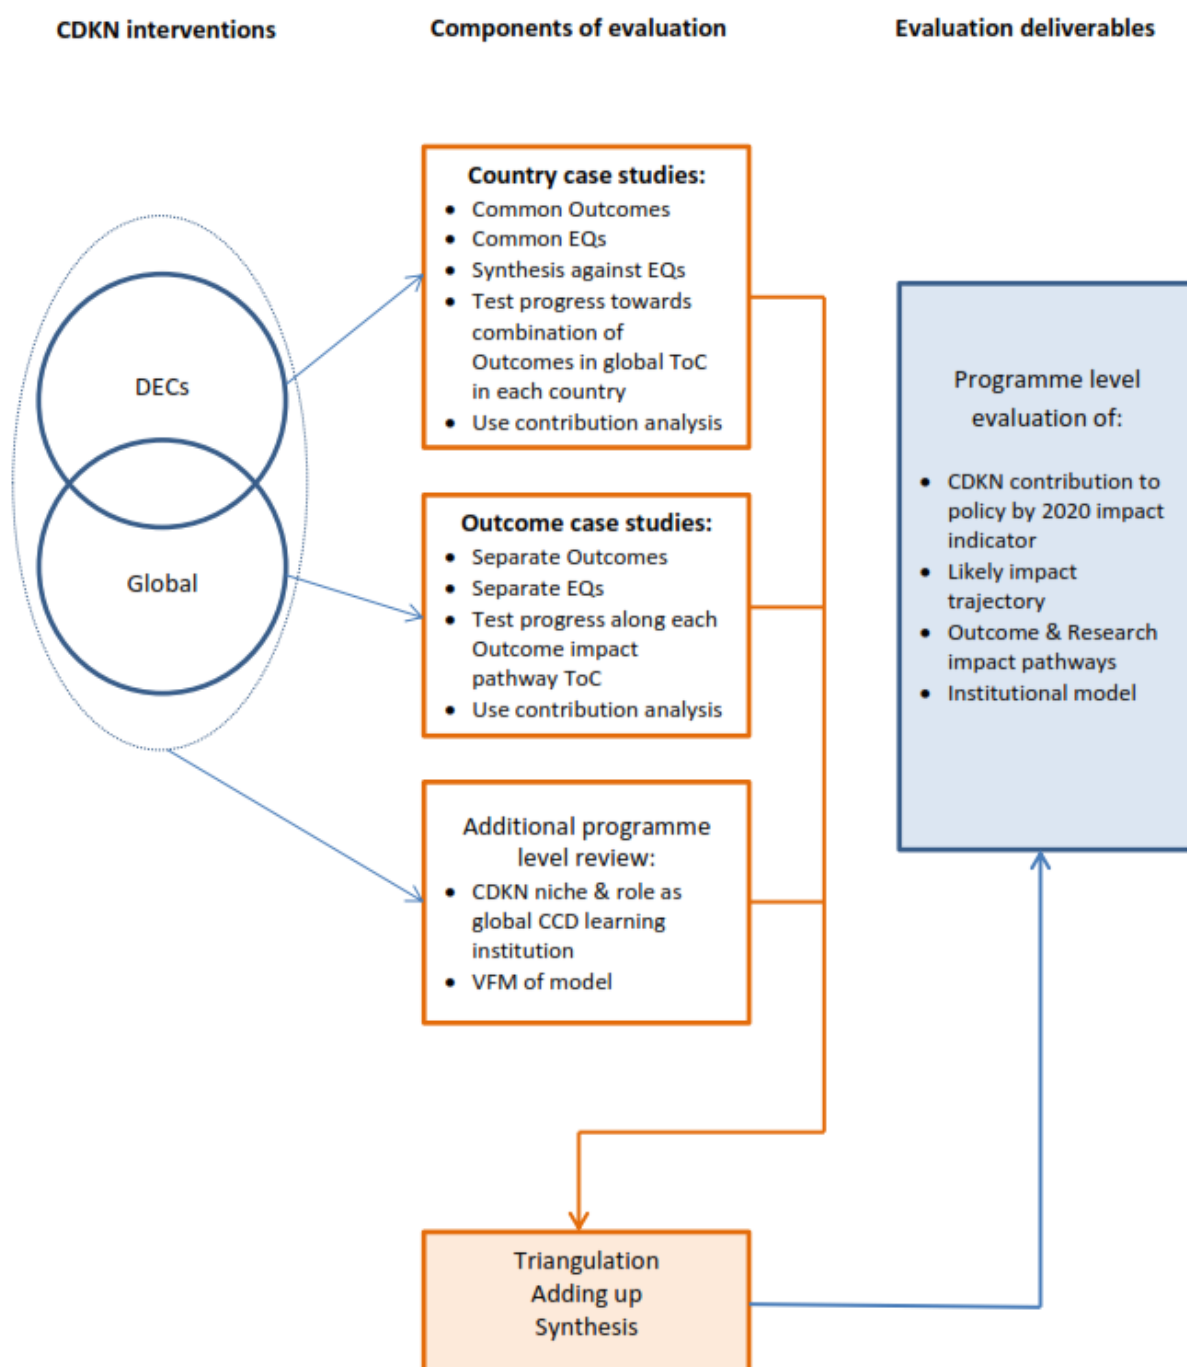 CDKN interventions
Components of evaluation
Evaluation deliverables
DECs
Global
Country case studies:
• Common Outcomes
• Common EQs
• Synthesis against EQs
• Test progress towards
combination of
Outcomes in global ToC
in each country
• Use contribution analysis
Outcome case studies:
• Separate Outcomes
• Separate EQs
• Test progress along each
Outcome impact
pathway ToC
• Use contribution analysis
Additional programme
level review:
• CDKN niche & role as
global CCD learning
institution
• VFM of model
Triangulation
Adding up
Synthesis
Programme level
evaluation of:
• CDKN contribution to
policy by 2020 impact
indicator
• Likely impact
trajectory
• Outcome & Research
impact pathways
• Institutional model